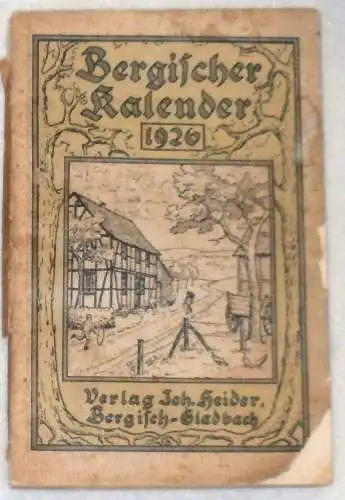 Bergischer
Kalender
1926
Verlag Joh. Heider,
Bergisch-Gladbach